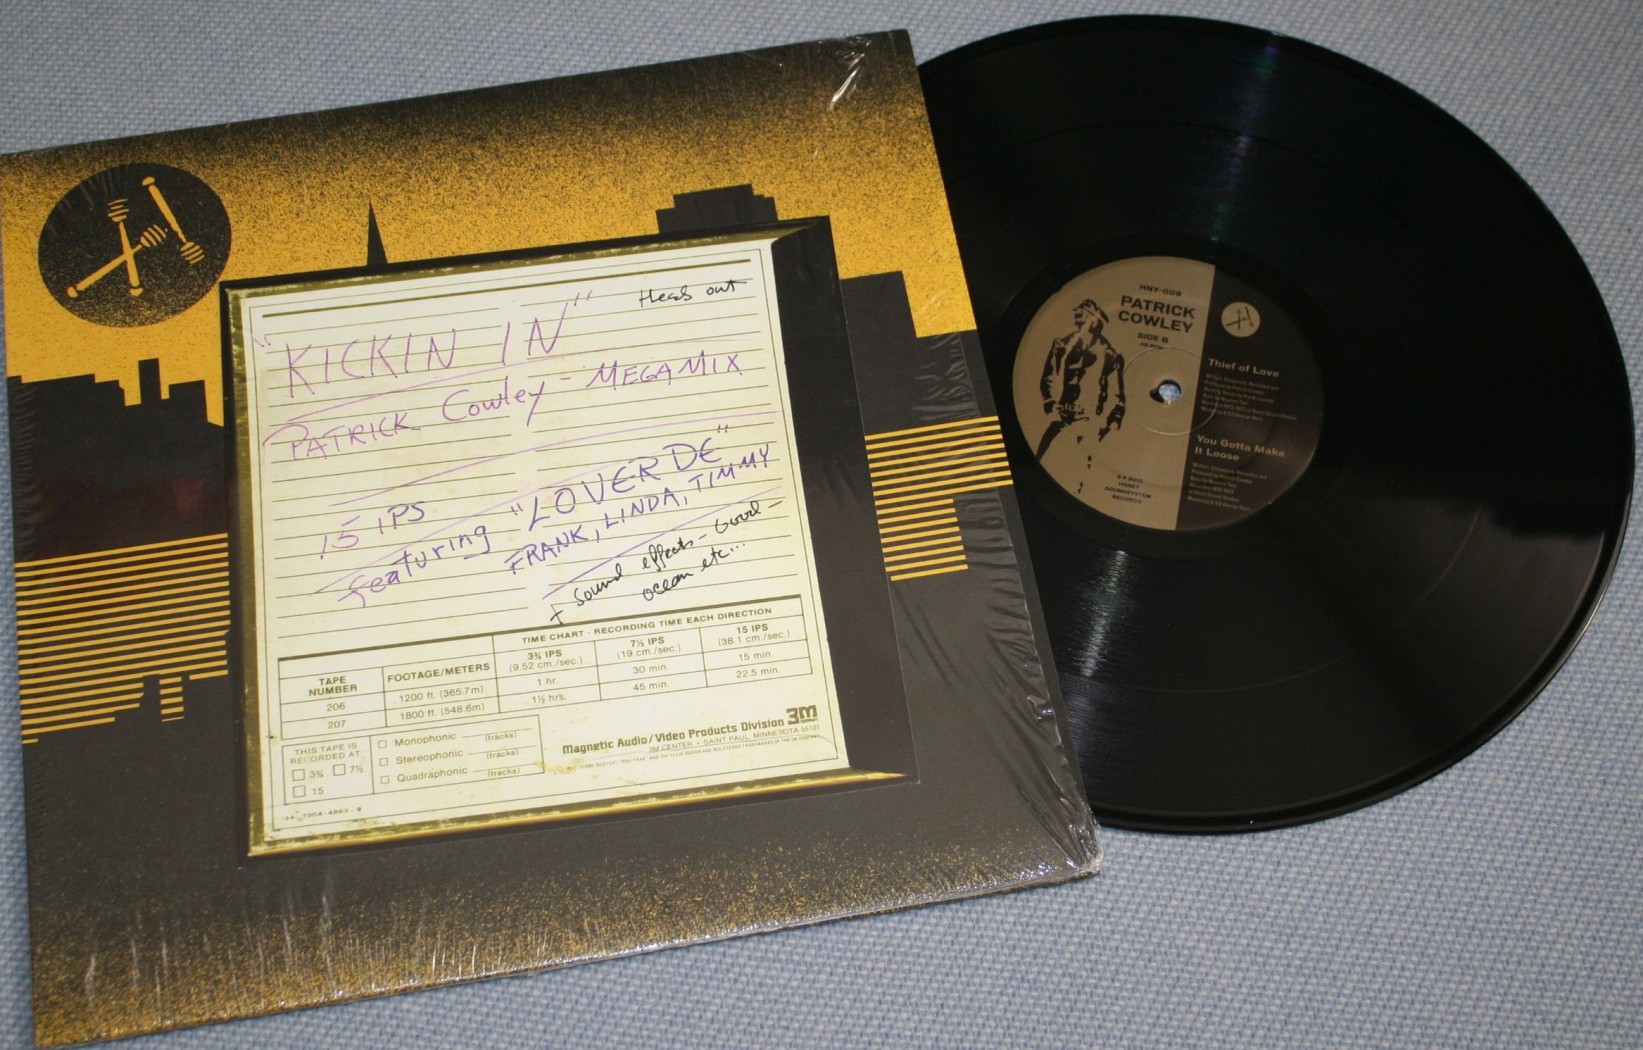 Heads out
"KICKIN IN"
PATRICK Cowley - MEGAMIX
15 iPS
featuring "LOVERDE"
FRANK, LINDA, TIMMY
+ sound effects - Good -
ocean etc...
TIME CHART - RECORDING TIME EACH DIRECTION
TAPE NUMBER FOOTAGE/METERS 3¾ IPS (9.52 cm./sec.) 7½ IPS (19 cm./sec.) 15 IPS (38.1 cm./sec.)
206 1200 ft. (365.7m) 1 hr. 30 min. 15 min.
207 1800 ft. (548.6m) 1½ hrs. 45 min. 22.5 min.
THIS TAPE IS
RECORDED AT
3¾ 7½
15
Monophonic (tracks)
Stereophonic (tracks)
Quadraphonic (tracks)
Magnetic Audio/Video Products Division 3M
COMPANY
3M CENTER • SAINT PAUL, MINNESOTA 55101
HNY-009
PATRICK
COWLEY
SIDE B
HONEY
SOUNDSYSTEM
RECORDS
Thief of Love
You Gotta Make
It Loose